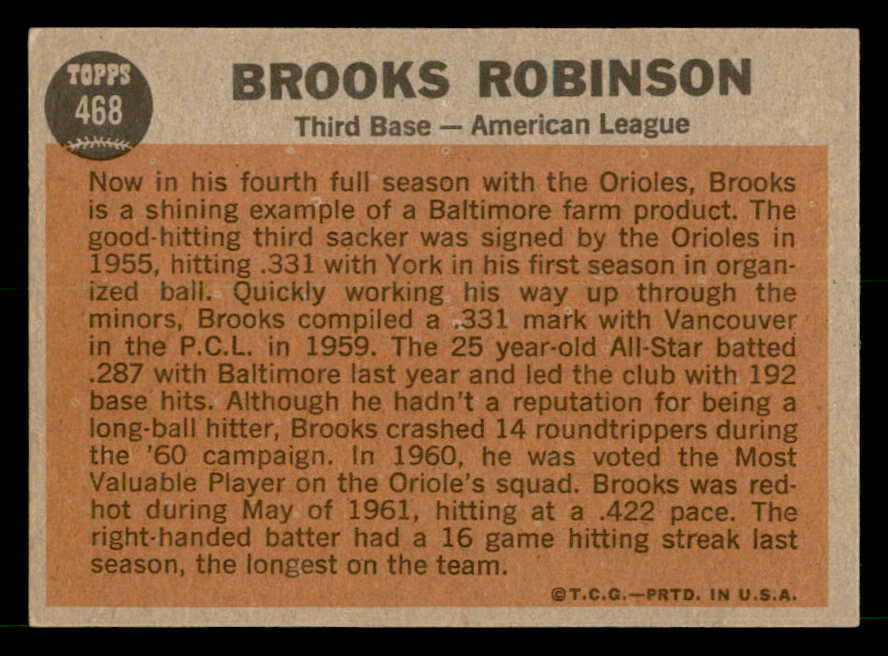 TOPPS
468
BROOKS ROBINSON
Third Base — American League
Now in his fourth full season with the Orioles, Brooks
is a shining example of a Baltimore farm product. The
good-hitting third sacker was signed by the Orioles in
1955, hitting .331 with York in his first season in organ-
ized ball. Quickly working his way up through the
minors, Brooks compiled a .331 mark with Vancouver
in the P.C.L. in 1959. The 25 year-old All-Star batted
.287 with Baltimore last year and led the club with 192
base hits. Although he hadn't a reputation for being a
long-ball hitter, Brooks crashed 14 roundtrippers during
the '60 campaign. In 1960, he was voted the Most
Valuable Player on the Oriole's squad. Brooks was red-
hot during May of 1961, hitting at a .422 pace. The
right-handed batter had a 16 game hitting streak last
season, the longest on the team.
©T.C.G.—PRTD. IN U.S.A.